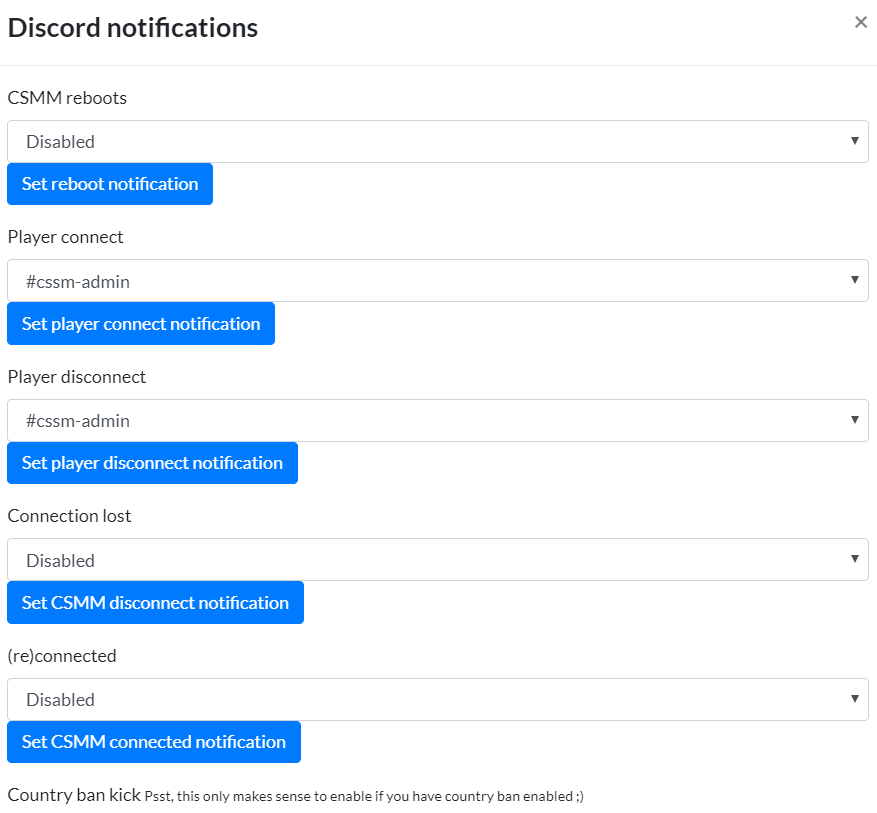 Discord notifications
×
CSMM reboots
Disabled
Set reboot notification
Player connect
#cssm-admin
Set player connect notification
Player disconnect
#cssm-admin
Set player disconnect notification
Connection lost
Disabled
Set CSMM disconnect notification
(re)connected
Disabled
Set CSMM connected notification
Country ban kick Psst, this only makes sense to enable if you have country ban enabled ;)